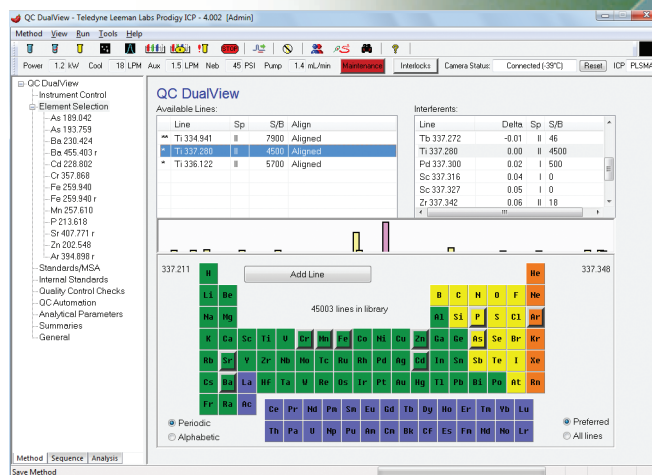 QC DualView - Teledyne Leeman Labs Prodigy ICP - 4.002 [Admin]
Method View Run Tools Help
STOP
Power 1.2 kW Cool 18 LPM Aux 1.5 LPM Neb 45 PSI Pump 1.4 mL/min Maintenance Interlocks Camera Status: Connected (-39°C) Reset ICP PLSMA
QC DualView
Instrument Control
Element Selection
As 189.042
As 193.759
Ba 230.424
Ba 455.403 r
Cd 228.802
Cr 357.868
Fe 259.940
Fe 259.940 r
Mn 257.610
P 213.618
Sr 407.771 r
Zn 202.548
Ar 394.898 r
Standards/MSA
Internal Standards
Quality Control Checks
QC Automation
Analytical Parameters
Summaries
General
Method Sequence Analysis
Save Method
QC DualView
Available Lines:
Line Sp S/B Align
** Ti 334.941 II 7900 Aligned
* Ti 337.280 II 4500 Aligned
* Ti 336.122 II 5700 Aligned
Interferents:
Line Delta Sp S/B
Tb 337.272 -0.01 II 46
Ti 337.280 0.00 II 4500
Pd 337.300 0.02 I 500
Sc 337.316 0.04 I 0
Sc 337.327 0.05 I 0
Zr 337.342 0.06 II 18
337.211 337.348
Add Line
45003 lines in library
H He
Li Be B C N O F Ne
Na Mg Al Si P S Cl Ar
K Ca Sc Ti V Cr Mn Fe Co Ni Cu Zn Ga Ge As Se Br Kr
Rb Sr Y Zr Nb Mo Tc Ru Rh Pd Ag Cd In Sn Sb Te I Xe
Cs Ba La Hf Ta W Re Os Ir Pt Au Hg Tl Pb Bi Po At Rn
Fr Ra Ac
Ce Pr Nd Pm Sm Eu Gd Tb Dy Ho Er Tm Yb Lu
Th Pa U Np Pu Am Cm Bk Cf Es Fm Md No Lr
Periodic
Alphabetic
Preferred
All lines